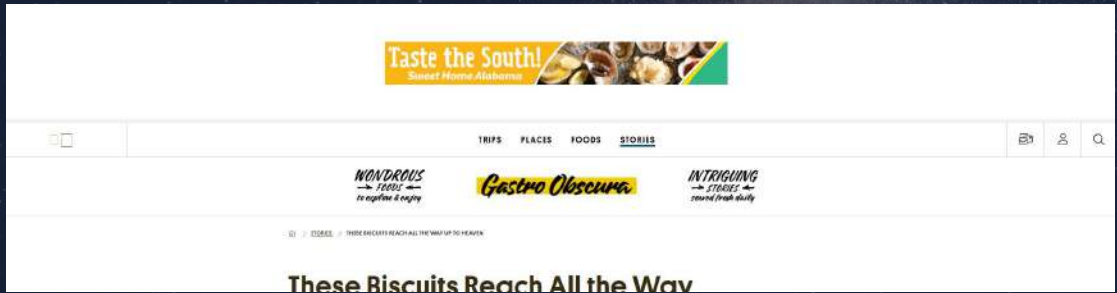 Taste the South!
Sweet Home Alabama
TRIPS PLACES FOODS STORIES
WONDROUS
FOODS
to explore & enjoy
Gastro Obscura
INTRIGUING
STORIES
served fresh daily
STORIES > THESE BISCUITS REACH ALL THE WAY UP TO HEAVEN
These Biscuits Reach All the Way